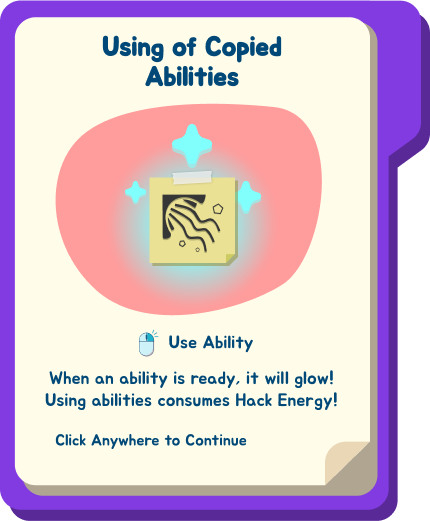 Using of Copied
Abilities
Use Ability
When an ability is ready, it will glow!
Using abilities consumes Hack Energy!
Click Anywhere to Continue